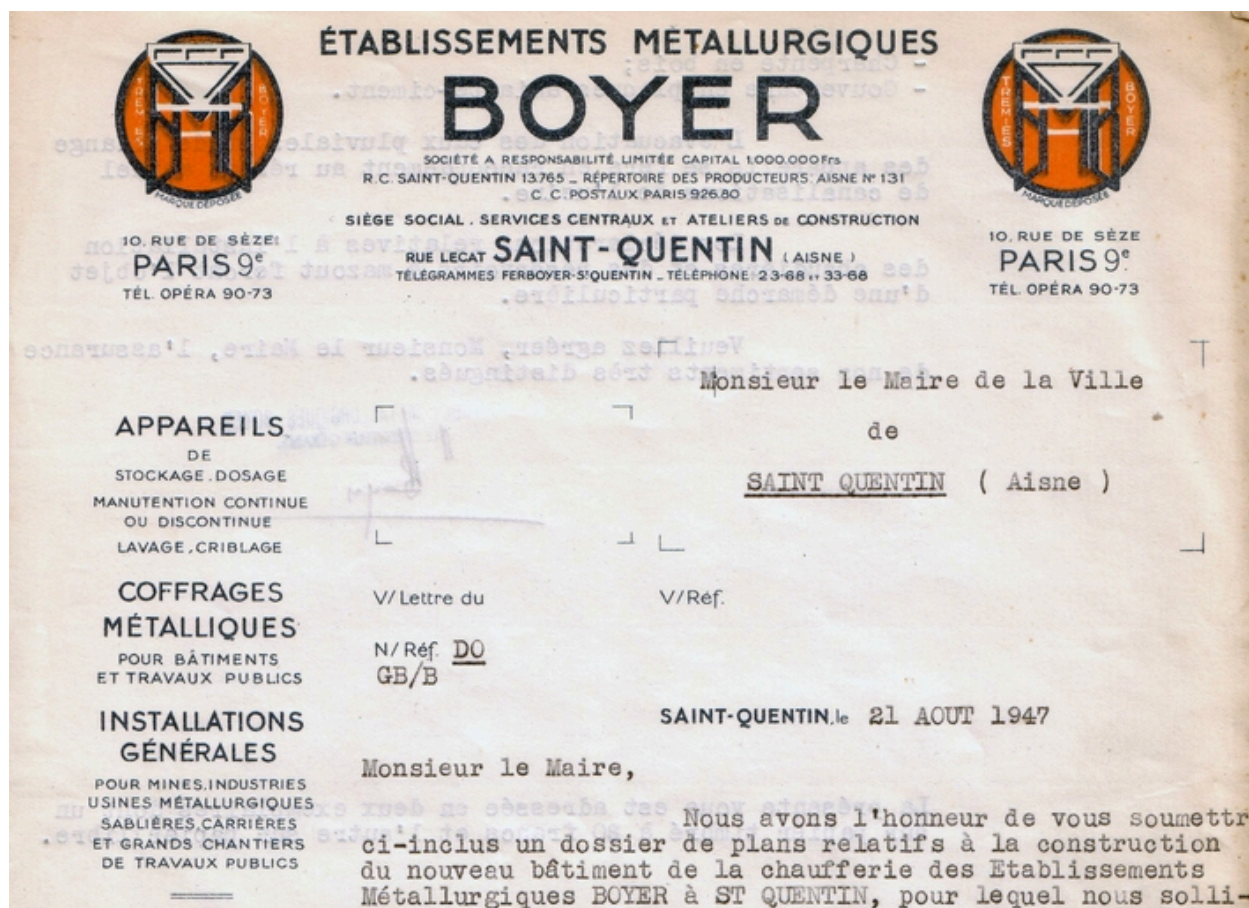 ÉTABLISSEMENTS MÉTALLURGIQUES
BOYER
SOCIÉTÉ A RESPONSABILITÉ LIMITÉE CAPITAL 1.000.000 Frs
R.C. SAINT-QUENTIN 13.765 _ RÉPERTOIRE DES PRODUCTEURS: AISNE N° 131
C.C. POSTAUX PARIS 926.80
SIÈGE SOCIAL . SERVICES CENTRAUX ET ATELIERS DE CONSTRUCTION
RUE LECAT SAINT-QUENTIN (AISNE)
TÉLÉGRAMMES FERBOYER-St QUENTIN _ TÉLÉPHONE: 23-68 et 33-68
TREMIES BOYER
MARQUE DÉPOSÉE
10, RUE DE SÈZE
PARIS 9e
TÉL. OPÉRA 90-73
TREMIES BOYER
MARQUE DÉPOSÉE
10, RUE DE SÈZE
PARIS 9e
TÉL. OPÉRA 90-73
Monsieur le Maire de la Ville
de
SAINT QUENTIN ( Aisne )
APPAREILS
DE
STOCKAGE . DOSAGE
MANUTENTION CONTINUE
OU DISCONTINUE
LAVAGE . CRIBLAGE
COFFRAGES
MÉTALLIQUES
POUR BÂTIMENTS
ET TRAVAUX PUBLICS
INSTALLATIONS
GÉNÉRALES
POUR MINES, INDUSTRIES
USINES MÉTALLURGIQUES
SABLIÈRES, CARRIÈRES
ET GRANDS CHANTIERS
DE TRAVAUX PUBLICS
V/ Lettre du
V/ Réf.
N/ Réf. DO
GB/B
SAINT-QUENTIN, le 21 AOUT 1947
Monsieur le Maire,
Nous avons l'honneur de vous soumettr
ci-inclus un dossier de plans relatifs à la construction
du nouveau bâtiment de la chaufferie des Etablissements
Métallurgiques BOYER à ST QUENTIN, pour lequel nous solli-